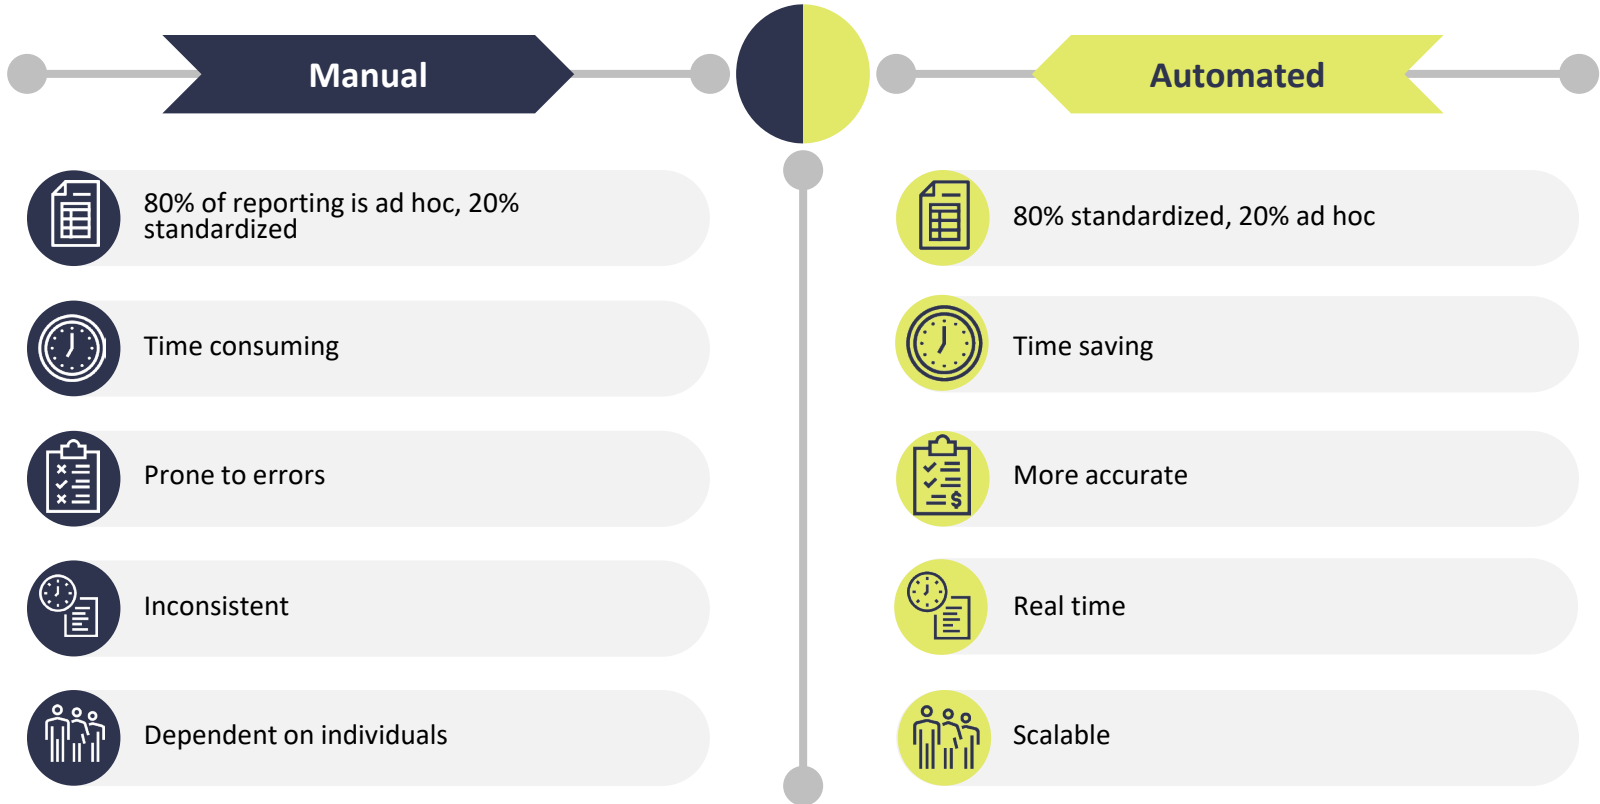 Manual
80% of reporting is ad hoc, 20%
standardized
Time consuming
Prone to errors
Inconsistent
Dependent on individuals
Automated
80% standardized, 20% ad hoc
Time saving
More accurate
$
Real time
Scalable